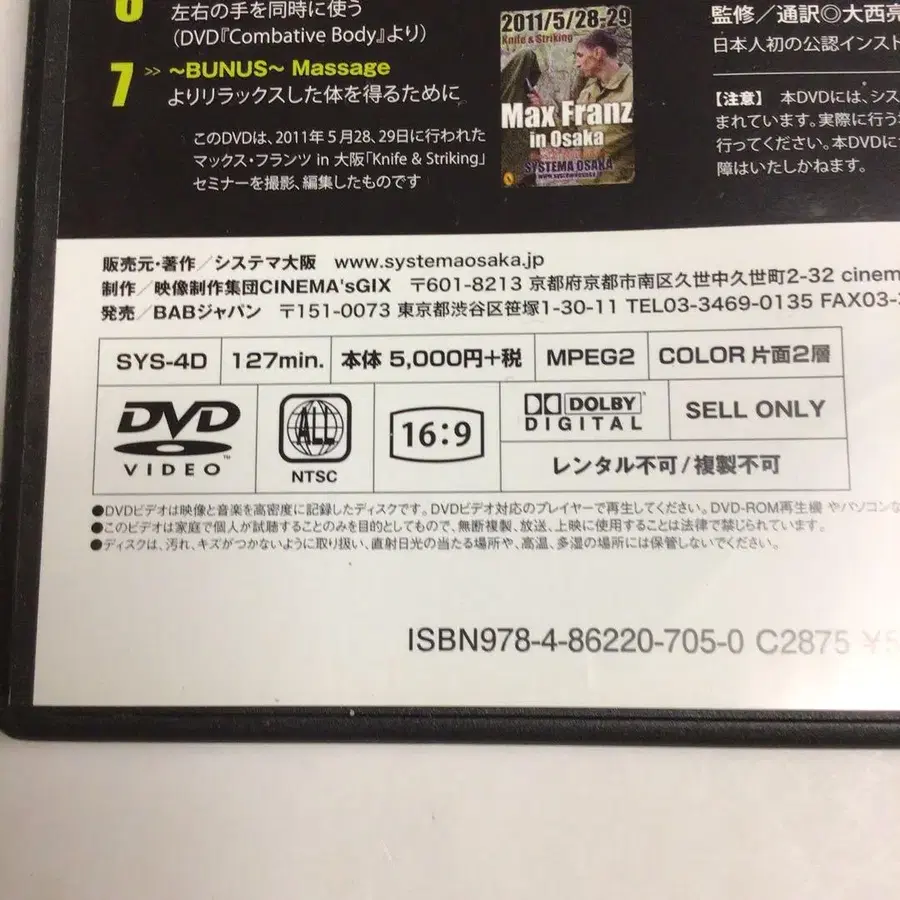 6
左右の手を同時に使う
(DVD『Combative Body』より)
7 >> ~BUNUS~ Massage
よりリラックスした体を得るために
このDVDは、2011年5月28、29日に行われた
マックス・フランツ in 大阪「Knife & Striking」
セミナーを撮影、編集したものです
2011/5/28-29
Knife & Striking
Max Franz
in Osaka
SYSTEMA OSAKA
www.systemaosaka.jp
監修/通訳◎大西亮
日本人初の公認インスト
【注意】 本DVDには、シス
まれています。実際に行う
行ってください。本DVDに
障はいたしかねます。
販売元・著作/システマ大阪 www.systemaosaka.jp
制作/映像制作集団CINEMA'sGIX 〒601-8213 京都府京都市南区久世中久世町2-32 cinem
発売/BABジャパン 〒151-0073 東京都渋谷区笹塚1-30-11 TEL03-3469-0135 FAX03-
SYS-4D 127min. 本体 5,000円+税 MPEG2 COLOR 片面2層
DVD VIDEO ™
ALL
NTSC
16:9
DOLBY
DIGITAL
SELL ONLY
レンタル不可/複製不可
●DVDビデオは映像と音楽を高密度に記録したディスクです。DVDビデオ対応のプレイヤーで再生してください。DVD-ROM再生機 やパソコンな
●このビデオは家庭で個人が試聴することのみを目的としてもので、無断複製、放送、上映に使用することは法律で禁じられています。
●ディスクは、汚れ、キズがつかないように取り扱い、直射日光の当たる場所や、高温、多湿の場所には保管しないでください。
ISBN978-4-86220-705-0 C2875 ¥5